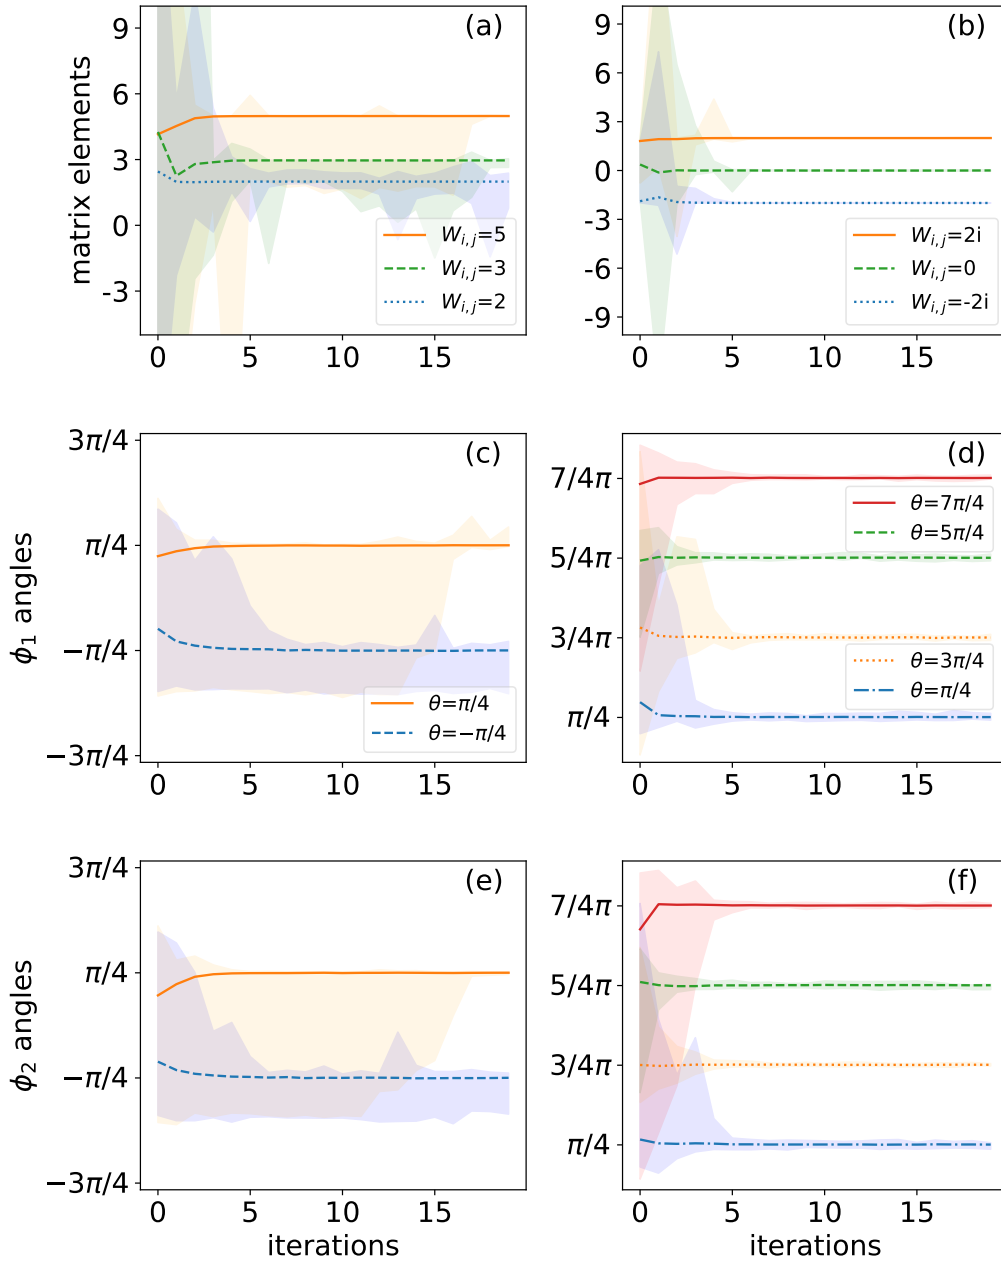 (a)
matrix elements
9
6
3
0
-3
W_{i,j}=5
W_{i,j}=3
W_{i,j}=2
0
5
10
15
(b)
9
6
3
0
-3
-6
-9
W_{i,j}=2i
W_{i,j}=0
W_{i,j}=-2i
0
5
10
15
(c)
ϕ₁ angles
3π/4
π/4
−π/4
−3π/4
θ=π/4
θ=−π/4
0
5
10
15
(d)
7/4π
5/4π
3/4π
π/4
θ=7π/4
θ=5π/4
θ=3π/4
θ=π/4
0
5
10
15
(e)
ϕ₂ angles
3π/4
π/4
−π/4
−3π/4
0
5
10
15
iterations
(f)
7/4π
5/4π
3/4π
π/4
0
5
10
15
iterations